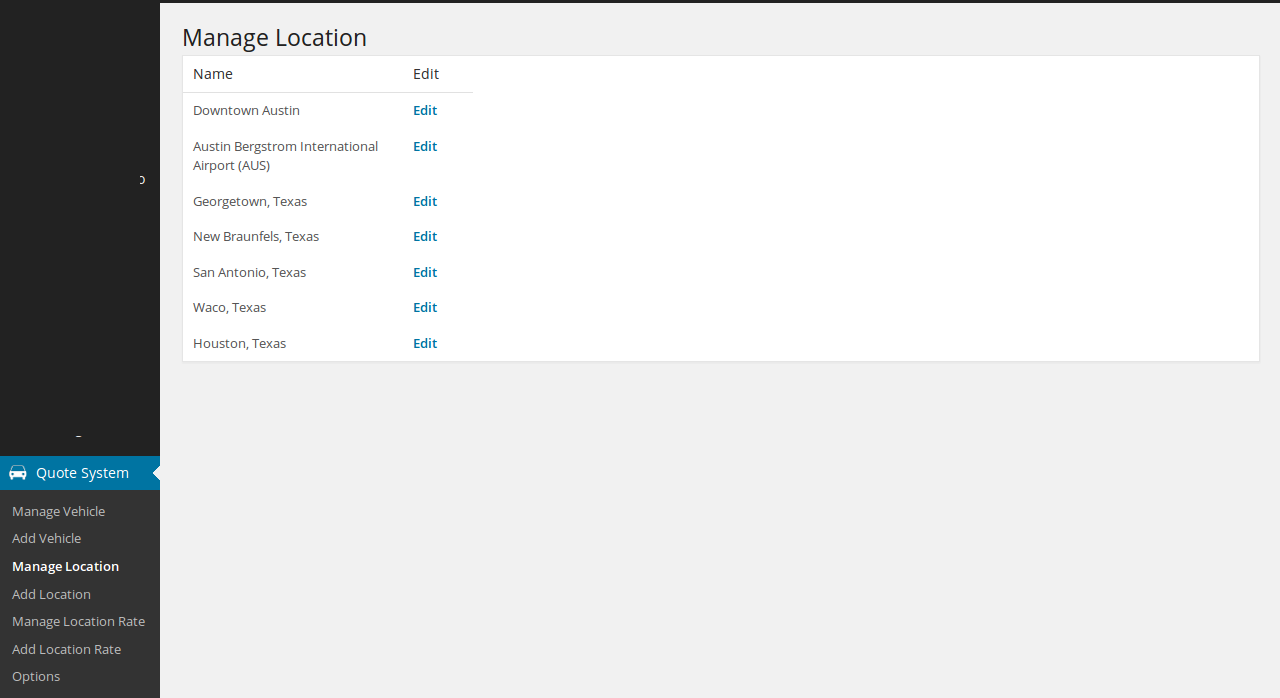 Manage Location
Name Edit
Downtown Austin Edit
Austin Bergstrom International Edit
Airport (AUS)
Georgetown, Texas Edit
New Braunfels, Texas Edit
San Antonio, Texas Edit
Waco, Texas Edit
Houston, Texas Edit
Quote System
Manage Vehicle
Add Vehicle
Manage Location
Add Location
Manage Location Rate
Add Location Rate
Options